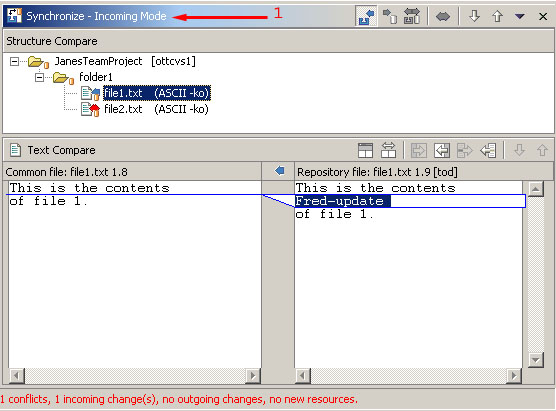 Synchronize - Incoming Mode 1
Structure Compare
JanesTeamProject [ottcvs1]
folder1
file1.txt (ASCII -ko)
file2.txt (ASCII -ko)
Text Compare
Common file: file1.txt 1.8
This is the contents
of file 1.
Repository file: file1.txt 1.9 [tod]
This is the contents
Fred-update
of file 1.
1 conflicts, 1 incoming change(s), no outgoing changes, no new resources.